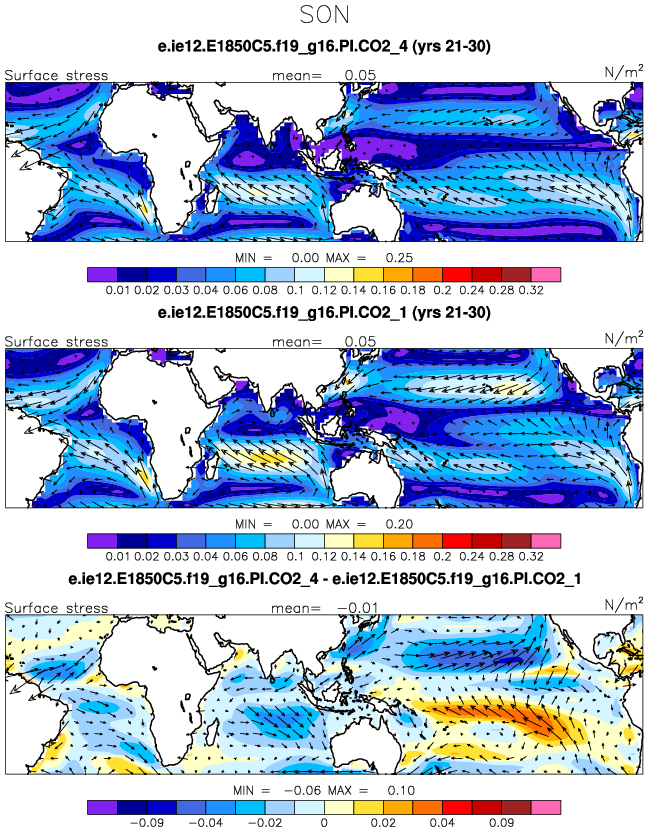 SON
e.ie12.E1850C5.f19_g16.PI.CO2_4 (yrs 21-30)
Surface stress mean= 0.05 N/m²
MIN = 0.00 MAX = 0.25
0.01 0.02 0.03 0.04 0.06 0.08 0.1 0.12 0.14 0.16 0.18 0.2 0.24 0.28 0.32
e.ie12.E1850C5.f19_g16.PI.CO2_1 (yrs 21-30)
Surface stress mean= 0.05 N/m²
MIN = 0.00 MAX = 0.20
0.01 0.02 0.03 0.04 0.06 0.08 0.1 0.12 0.14 0.16 0.18 0.2 0.24 0.28 0.32
e.ie12.E1850C5.f19_g16.PI.CO2_4 - e.ie12.E1850C5.f19_g16.PI.CO2_1
Surface stress mean= −0.01 N/m²
MIN = −0.06 MAX = 0.10
−0.09 −0.04 −0.02 0 0.02 0.04 0.09